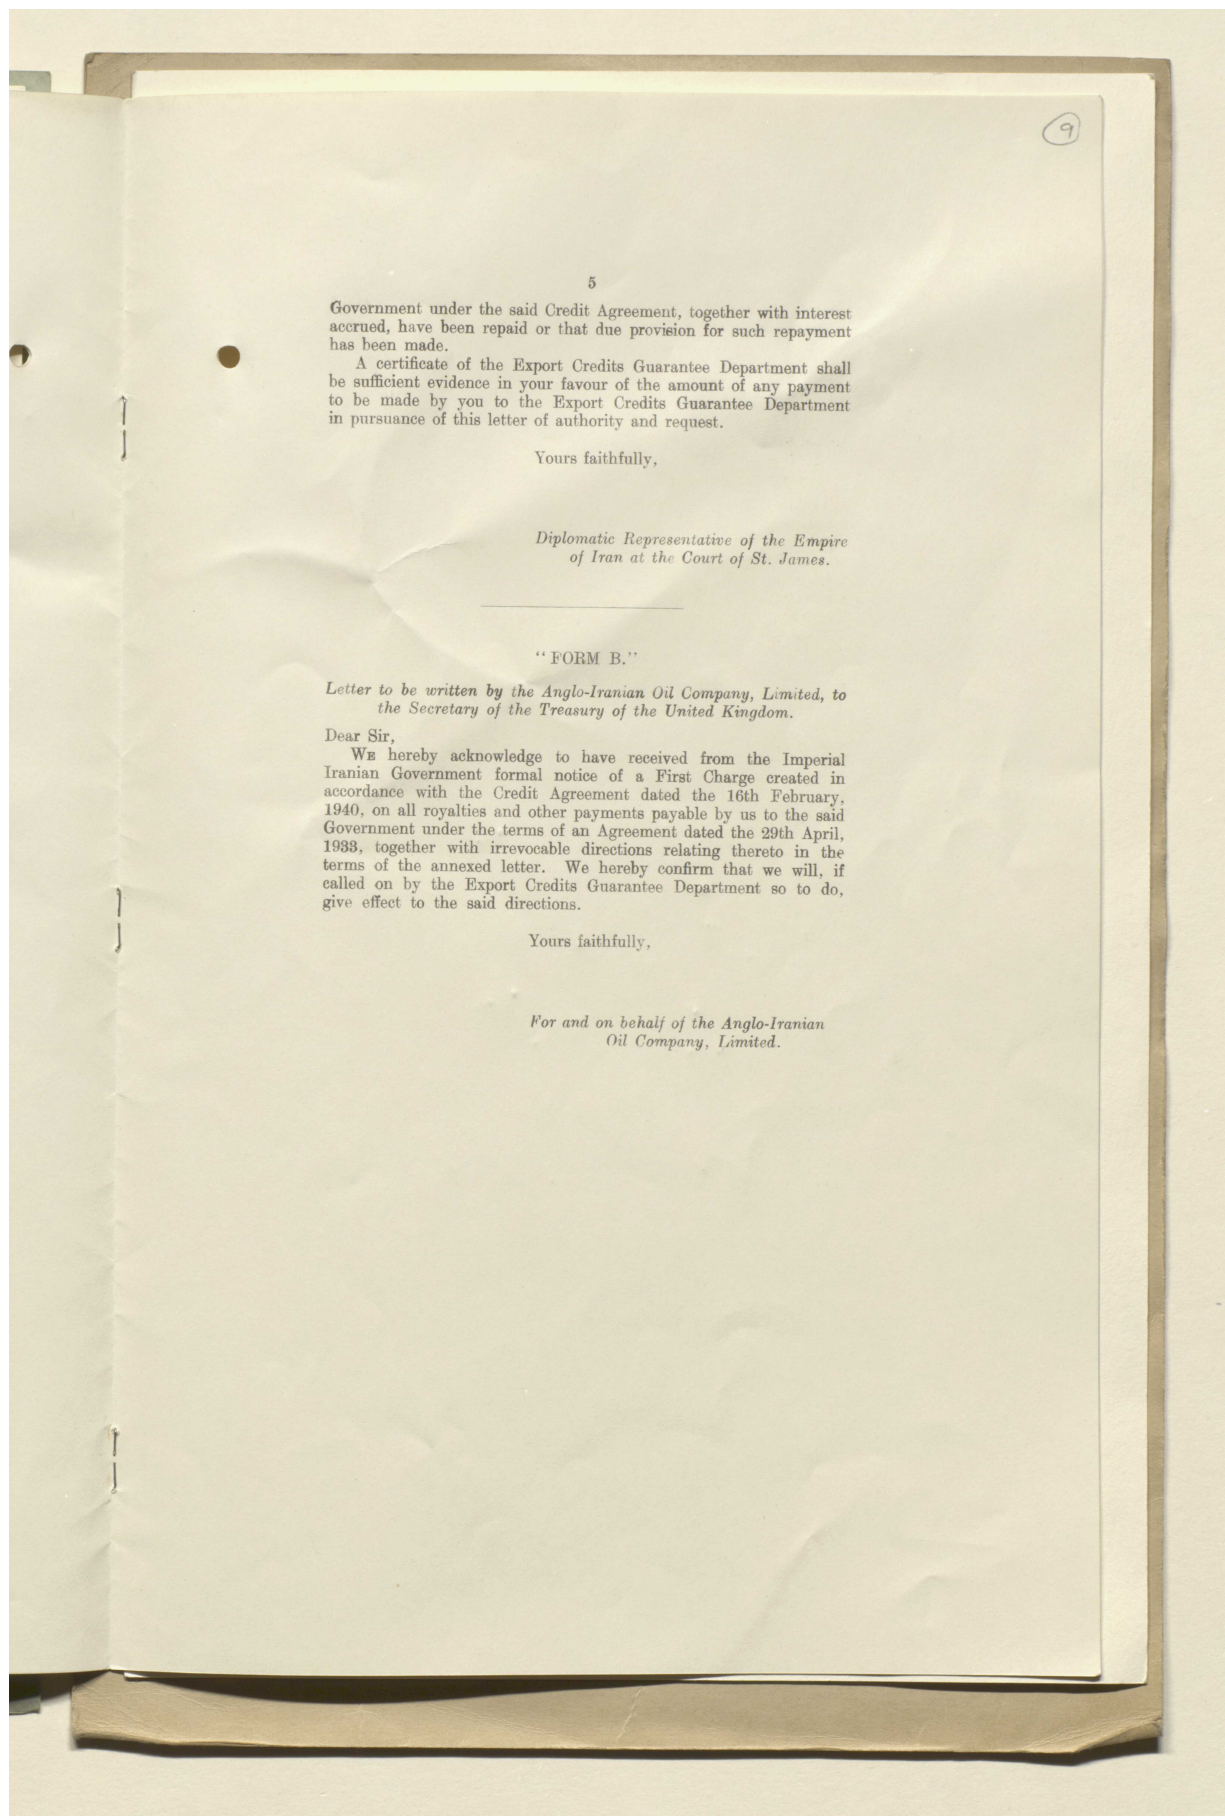 9
5
Government under the said Credit Agreement, together with interest
accrued, have been repaid or that due provision for such repayment
has been made.
A certificate of the Export Credits Guarantee Department shall
be sufficient evidence in your favour of the amount of any payment
to be made by you to the Export Credits Guarantee Department
in pursuance of this letter of authority and request.
Yours faithfully,
Diplomatic Representative of the Empire
of Iran at the Court of St. James.
“FORM B.”
Letter to be written by the Anglo-Iranian Oil Company, Limited, to
the Secretary of the Treasury of the United Kingdom.
Dear Sir,
WE hereby acknowledge to have received from the Imperial
Iranian Government formal notice of a First Charge created in
accordance with the Credit Agreement dated the 16th February,
1940, on all royalties and other payments payable by us to the said
Government under the terms of an Agreement dated the 29th April,
1933, together with irrevocable directions relating thereto in the
terms of the annexed letter. We hereby confirm that we will, if
called on by the Export Credits Guarantee Department so to do,
give effect to the said directions.
Yours faithfully,
For and on behalf of the Anglo-Iranian
Oil Company, Limited.